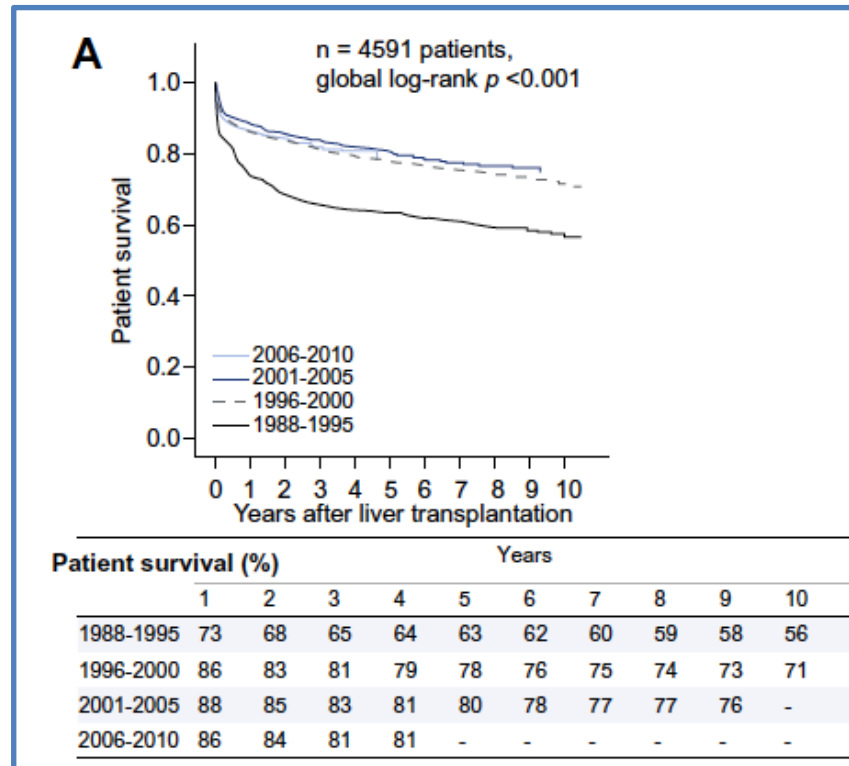 A
n = 4591 patients,
global log-rank p <0.001
Patient survival
1.0
0.8
0.6
0.4
0.2
0.0
2006-2010
2001-2005
1996-2000
1988-1995
0 1 2 3 4 5 6 7 8 9 10
Years after liver transplantation
Patient survival (%) Years
1 2 3 4 5 6 7 8 9 10
1988-1995 73 68 65 64 63 62 60 59 58 56
1996-2000 86 83 81 79 78 76 75 74 73 71
2001-2005 88 85 83 81 80 78 77 77 76 -
2006-2010 86 84 81 81 - - - - - -